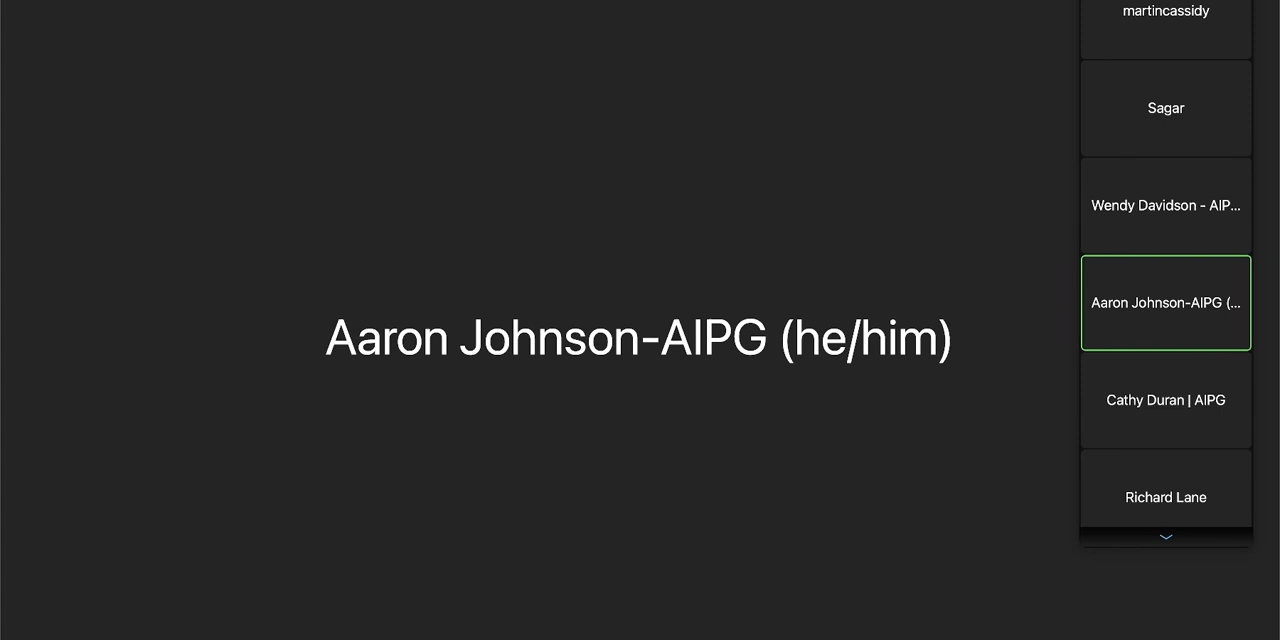 martincassidy
Sagar
Wendy Davidson - AIP...
Aaron Johnson-AIPG (he/him)
Aaron Johnson-AIPG (...
Cathy Duran | AIPG
Richard Lane